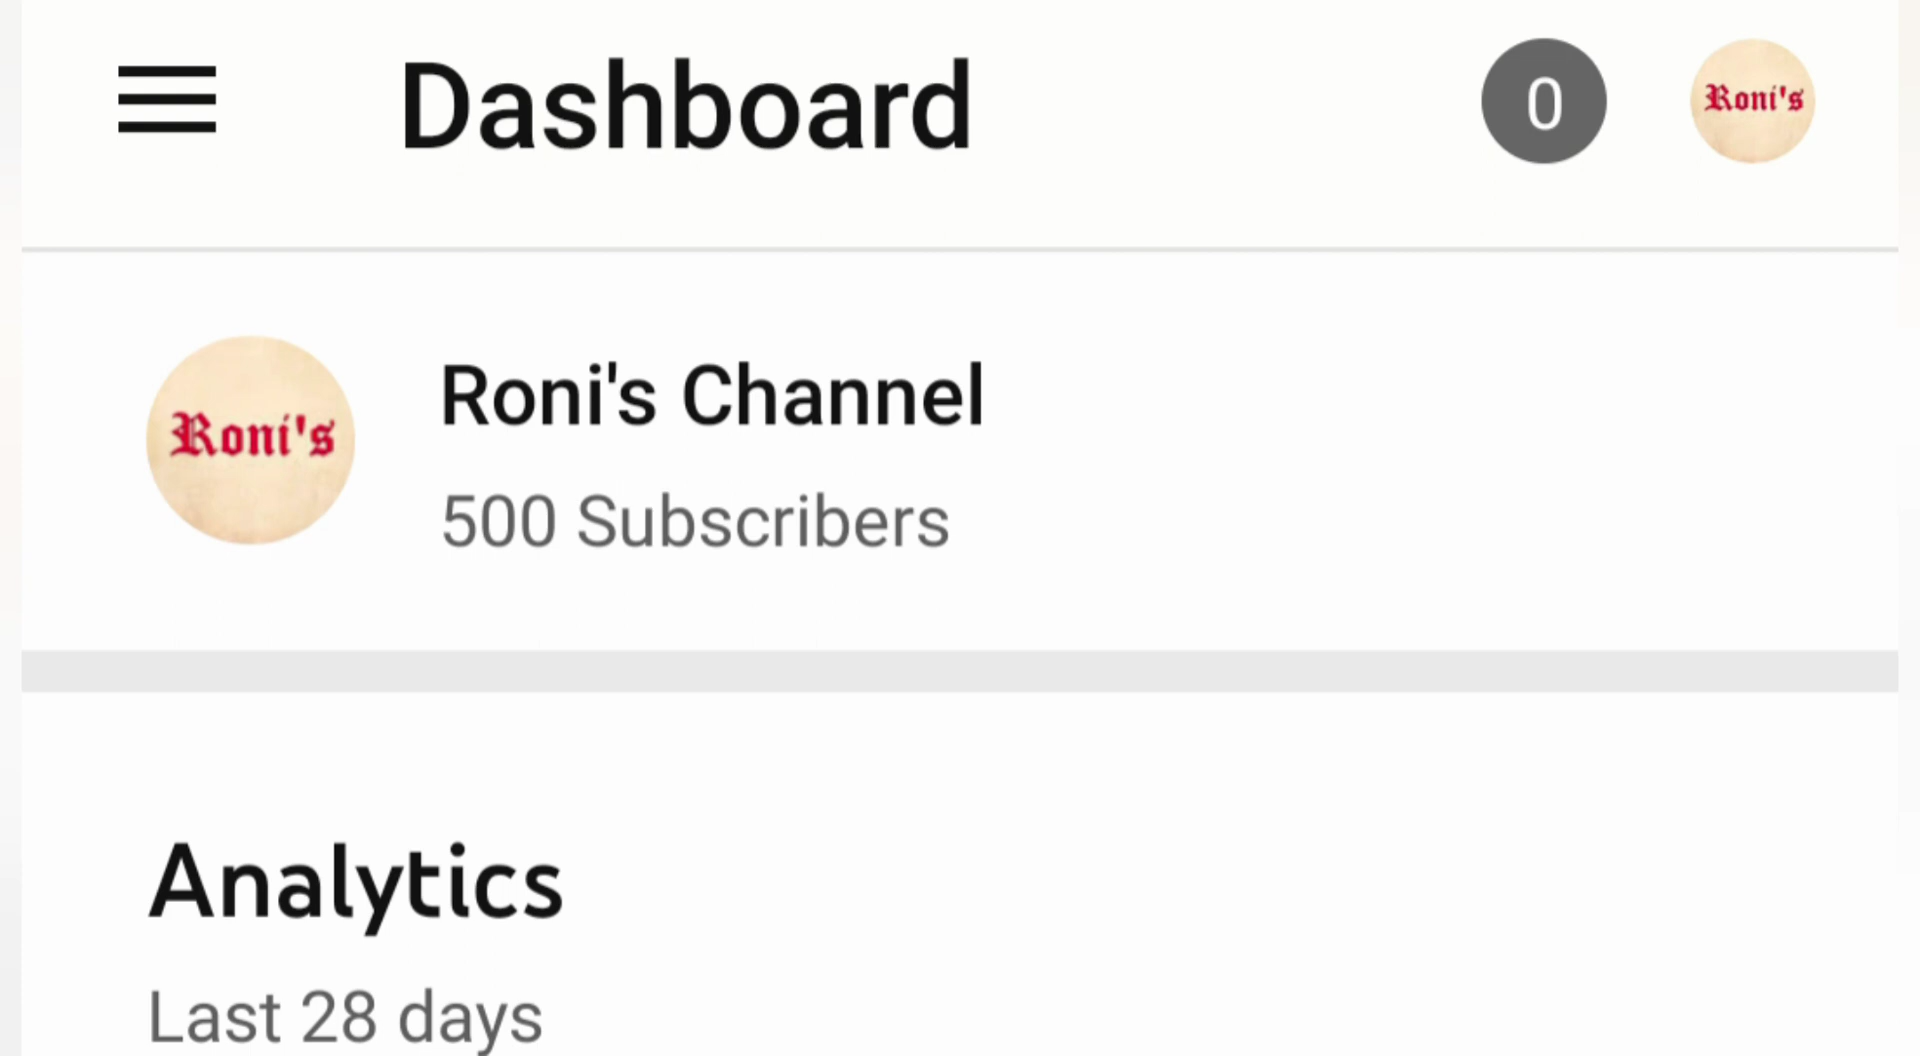 Dashboard
0
Roni's
Roni's
Roni's Channel
500 Subscribers
Analytics
Last 28 days